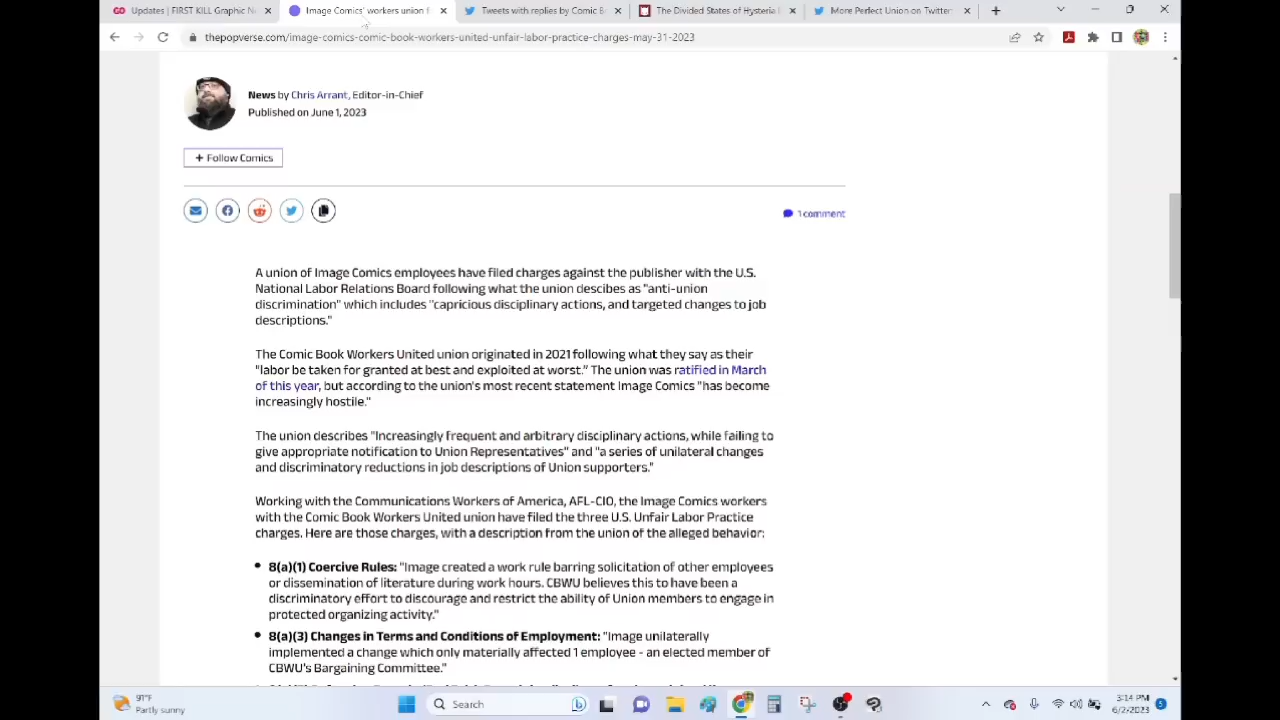 Updates | FIRST KILL Graphic N
Image Comics' workers union f
Tweets with replies by Comic B
The Divided States of Hysteria
More Perfect Union on Twitter:
thepopverse.com/image-comics-comic-book-workers-united-unfair-labor-practice-charges-may-31-2023
News by Chris Arrant, Editor-in-Chief
Published on June 1, 2023
+ Follow Comics
1 comment
A union of Image Comics employees have filed charges against the publisher with the U.S.
National Labor Relations Board following what the union descibes as "anti-union
discrimination" which includes "capricious disciplinary actions, and targeted changes to job
descriptions."
The Comic Book Workers United union originated in 2021 following what they say as their
"labor be taken for granted at best and exploited at worst." The union was ratified in March
of this year, but according to the union's most recent statement Image Comics "has become
increasingly hostile."
The union describes "Increasingly frequent and arbitrary disciplinary actions, while failing to
give appropriate notification to Union Representatives" and "a series of unilateral changes
and discriminatory reductions in job descriptions of Union supporters."
Working with the Communications Workers of America, AFL-CIO, the Image Comics workers
with the Comic Book Workers United union have filed the three U.S. Unfair Labor Practice
charges. Here are those charges, with a description from the union of the alleged behavior:
• 8(a)(1) Coercive Rules: "Image created a work rule barring solicitation of other employees
or dissemination of literature during work hours. CBWU believes this to have been a
discriminatory effort to discourage and restrict the ability of Union members to engage in
protected organizing activity."
• 8(a)(3) Changes in Terms and Conditions of Employment: "Image unilaterally
implemented a change which only materially affected 1 employee - an elected member of
CBWU's Bargaining Committee."
91°F
Partly sunny
Search
3:14 PM
6/2/2023
5